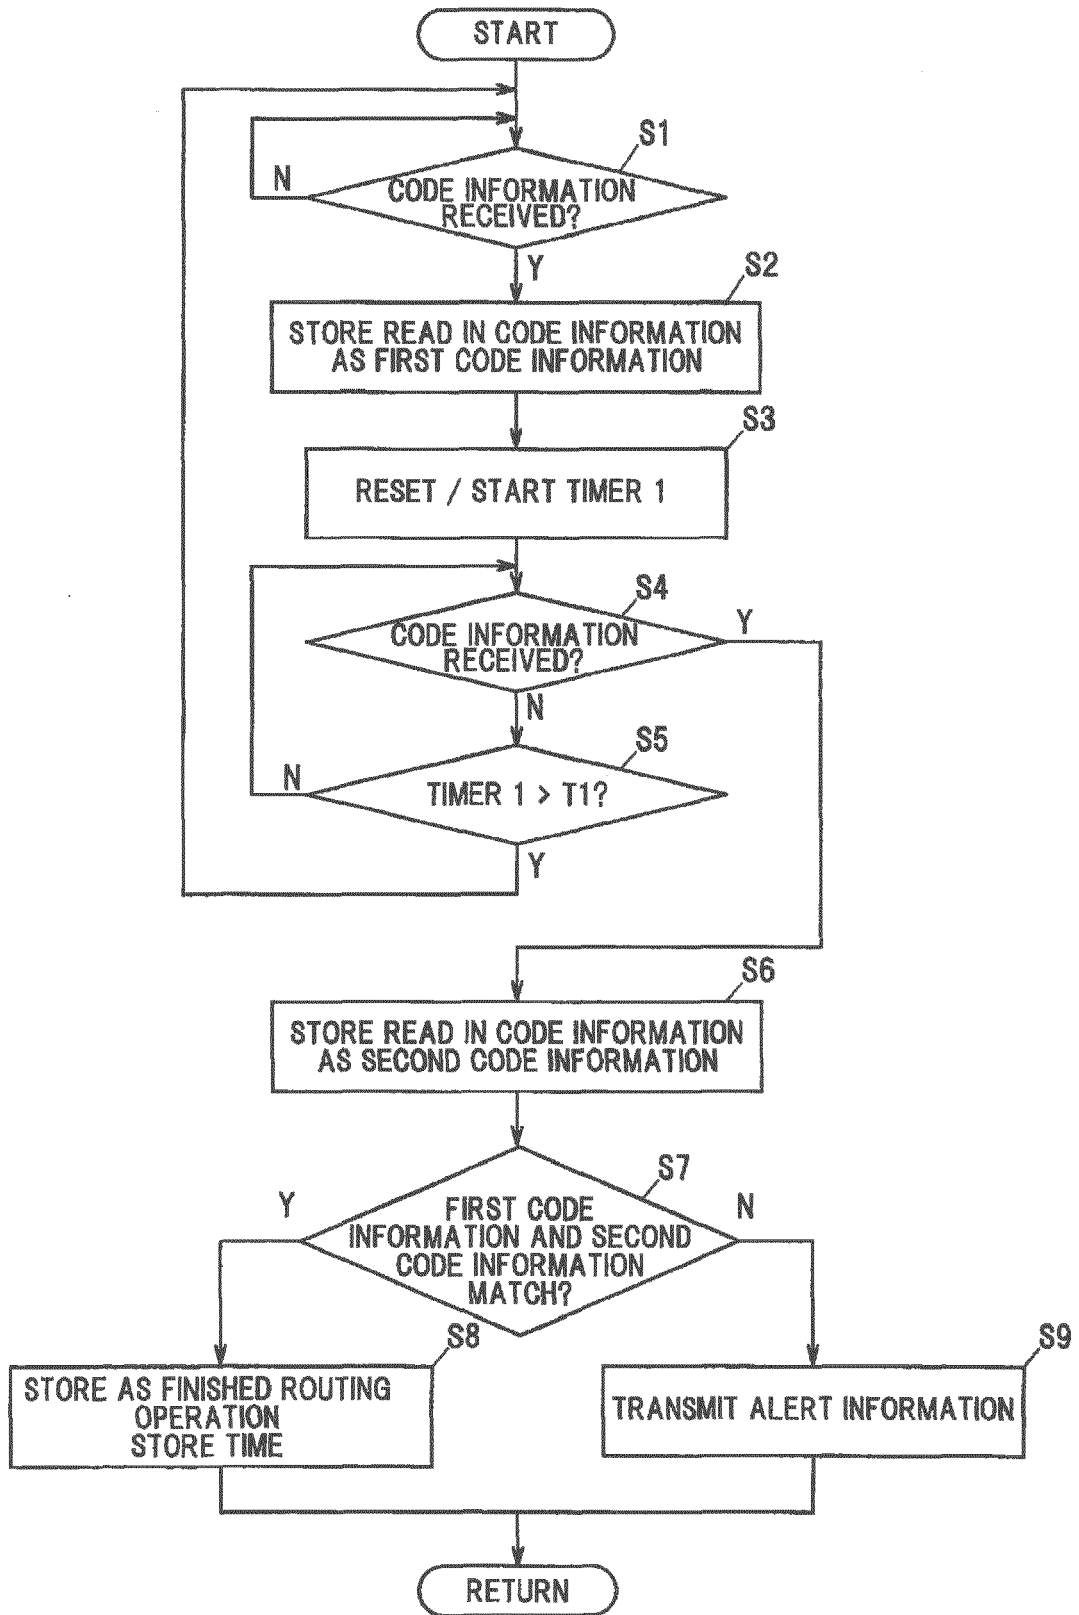 START
S1
N
CODE INFORMATION
RECEIVED?
Y
S2
STORE READ IN CODE INFORMATION
AS FIRST CODE INFORMATION
S3
RESET / START TIMER 1
S4
Y
CODE INFORMATION
RECEIVED?
N
S5
N
TIMER 1 > T1?
Y
S6
STORE READ IN CODE INFORMATION
AS SECOND CODE INFORMATION
S7
Y
N
FIRST CODE
INFORMATION AND SECOND
CODE INFORMATION
MATCH?
S8
STORE AS FINISHED ROUTING
OPERATION
STORE TIME
S9
TRANSMIT ALERT INFORMATION
RETURN